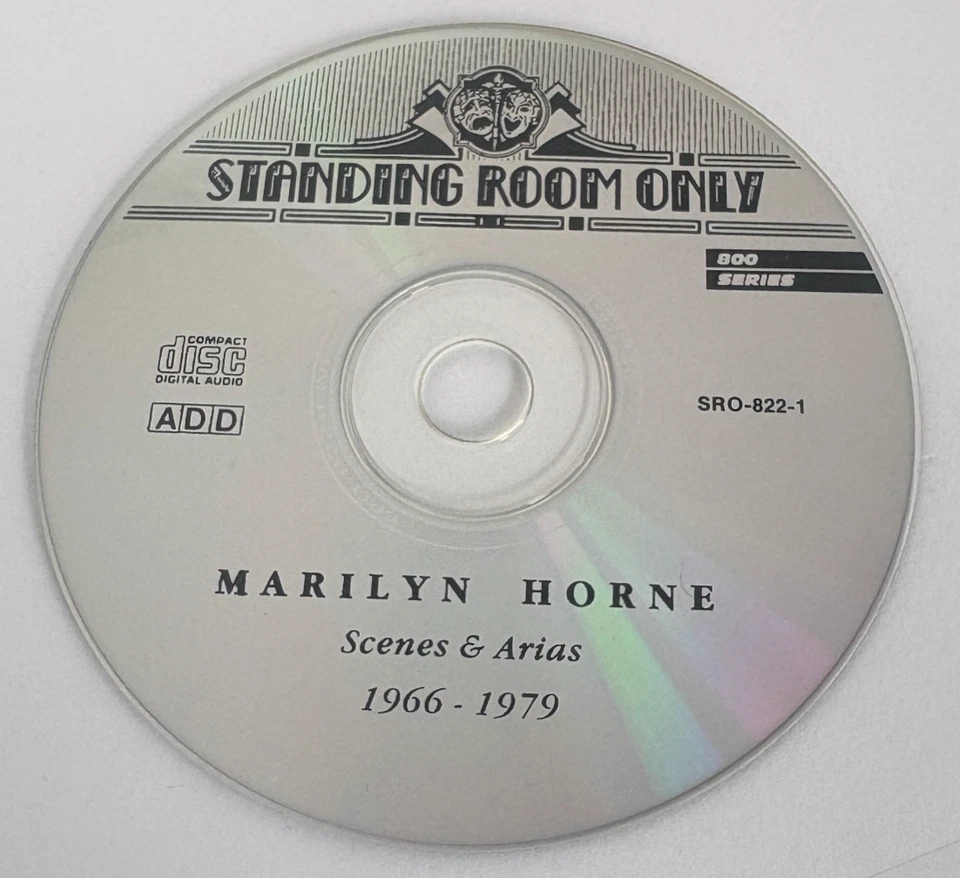 STANDING ROOM ONLY
800
SERIES
COMPACT
disc
DIGITAL AUDIO
ADD
SRO-822-1
MARILYN HORNE
Scenes & Arias
1966 - 1979